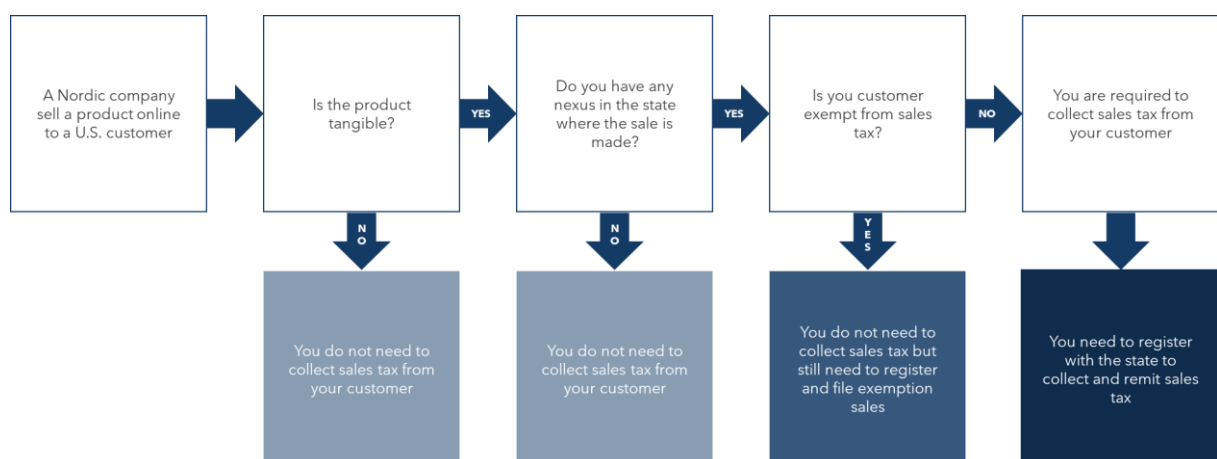 A Nordic company
sell a product online
to a U.S. customer
Is the product
tangible?
YES
Do you have any
nexus in the state
where the sale is
made?
YES
Is you customer
exempt from sales
tax?
NO
You are required to
collect sales tax from
your customer
NO
NO
YES
You do not need to
collect sales tax from
your customer
You do not need to
collect sales tax from
your customer
You do not need to
collect sales tax but
still need to register
and file exemption
sales
You need to register
with the state to
collect and remit sales
tax